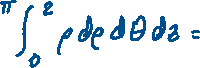 π ∫₀² ρ dρ dθ dz =